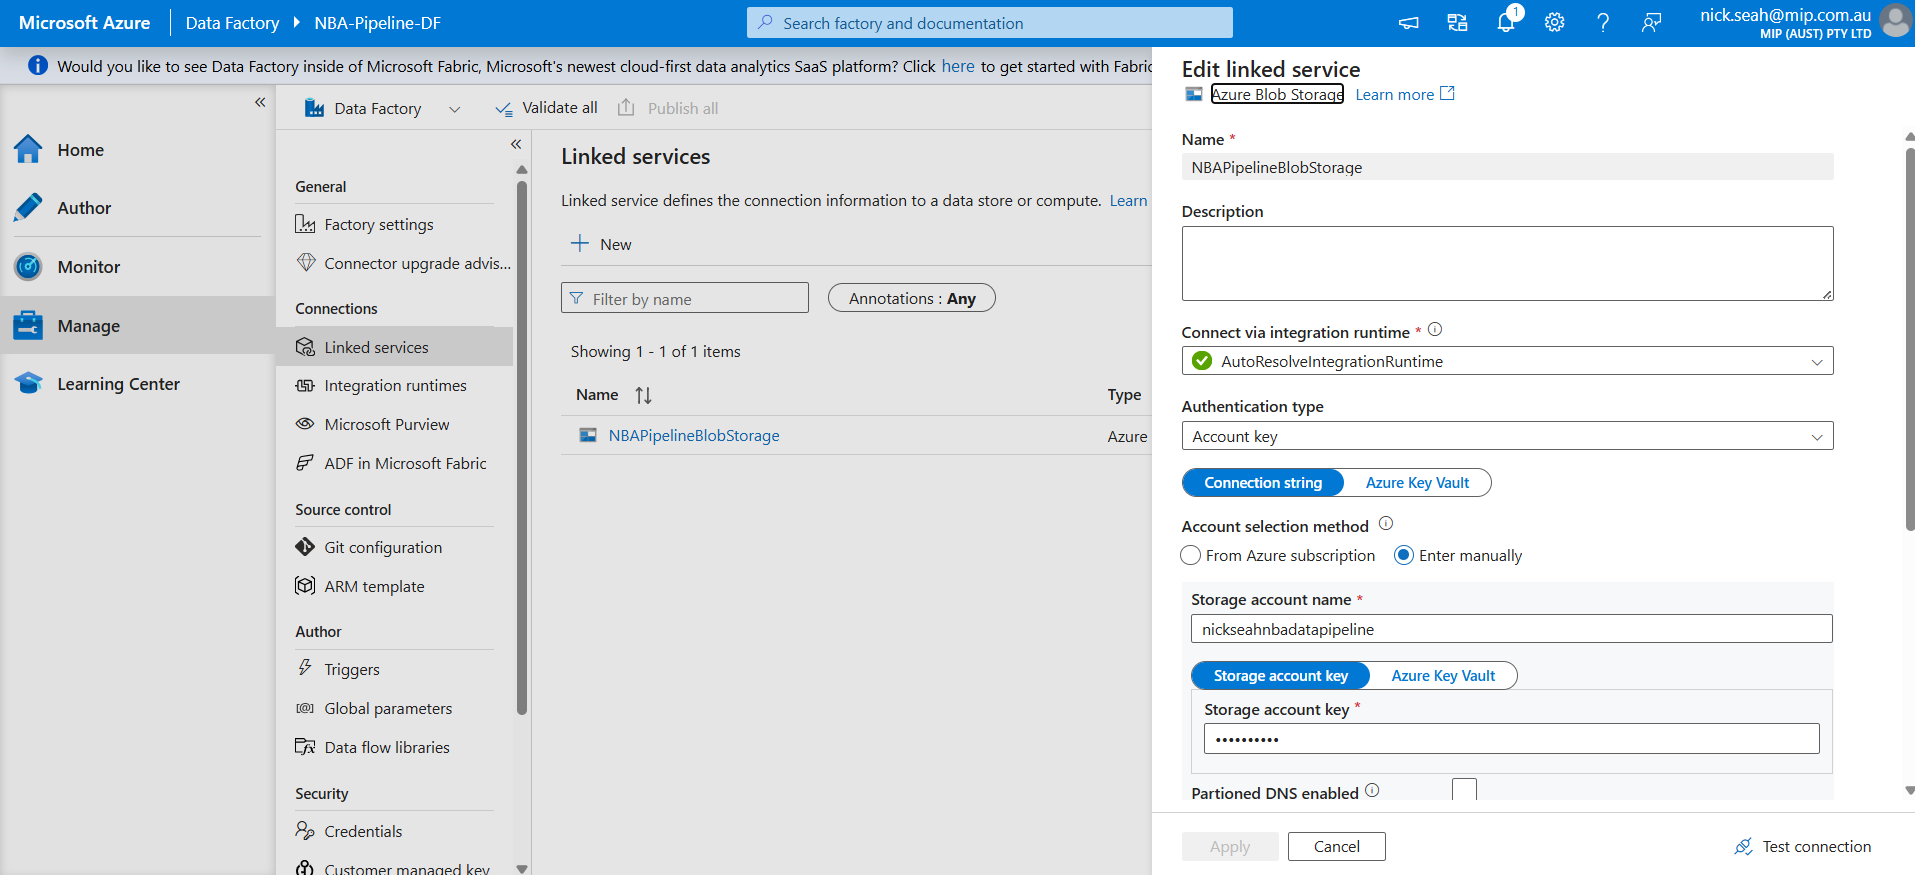 Microsoft Azure
Data Factory
NBA-Pipeline-DF
Search factory and documentation
1
nick.seah@mip.com.au
MIP (AUST) PTY LTD
Would you like to see Data Factory inside of Microsoft Fabric, Microsoft's newest cloud-first data analytics SaaS platform? Click here to get started with Fabric
Home
Author
Monitor
Manage
Learning Center
Data Factory
Validate all
Publish all
General
Factory settings
Connector upgrade advis...
Connections
Linked services
Integration runtimes
Microsoft Purview
ADF in Microsoft Fabric
Source control
Git configuration
ARM template
Author
Triggers
Global parameters
Data flow libraries
Security
Credentials
Customer managed key
Linked services
Linked service defines the connection information to a data store or compute. Learn
New
Filter by name
Annotations : Any
Showing 1 - 1 of 1 items
Name
Type
NBAPipelineBlobStorage
Azure
Edit linked service
Azure Blob Storage Learn more
Name *
NBAPipelineBlobStorage
Description
Connect via integration runtime *
AutoResolveIntegrationRuntime
Authentication type
Account key
Connection string
Azure Key Vault
Account selection method
From Azure subscription
Enter manually
Storage account name *
nickseahnbadatapipeline
Storage account key
Azure Key Vault
Storage account key *
••••••••••
Partioned DNS enabled
Apply
Cancel
Test connection